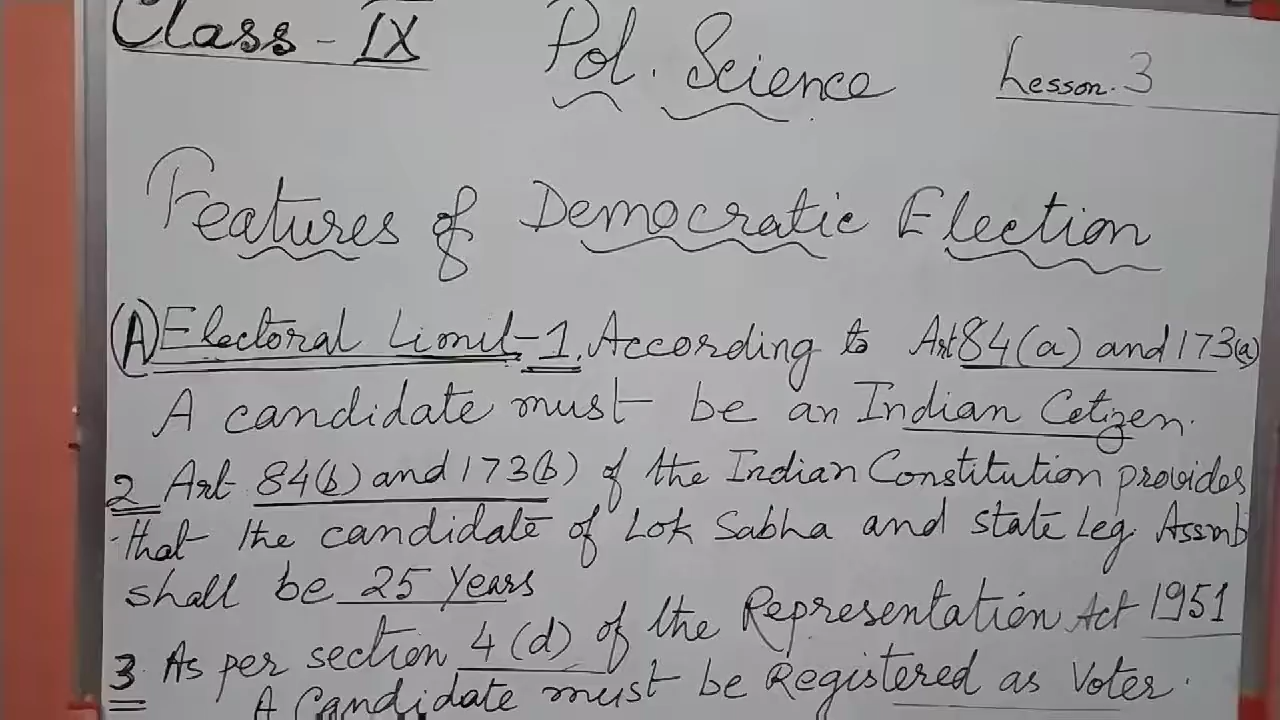 Class - IX Pol. Science Lesson. 3
Features of Democratic Election
(A) Electoral Limit - 1. According to Art 84(a) and 173(a)
A candidate must be an Indian Cetizen.
2 Art 84(b) and 173(b) of the Indian Constitution provides
that the candidate of Lok Sabha and state Leg. Assmb
shall be 25 Years
3. As per section 4(d) of the Representation Act 1951
A Candidate must be Registered as Voter.